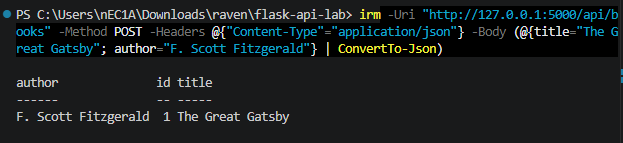 PS C:\Users\nEC1A\Downloads\raven\flask-api-lab> irm -Uri "http://127.0.0.1:5000/api/b
ooks" -Method POST -Headers @{"Content-Type"="application/json"} -Body (@{title="The G
reat Gatsby"; author="F. Scott Fitzgerald"} | ConvertTo-Json)
author              id title
------              -- -----
F. Scott Fitzgerald  1 The Great Gatsby